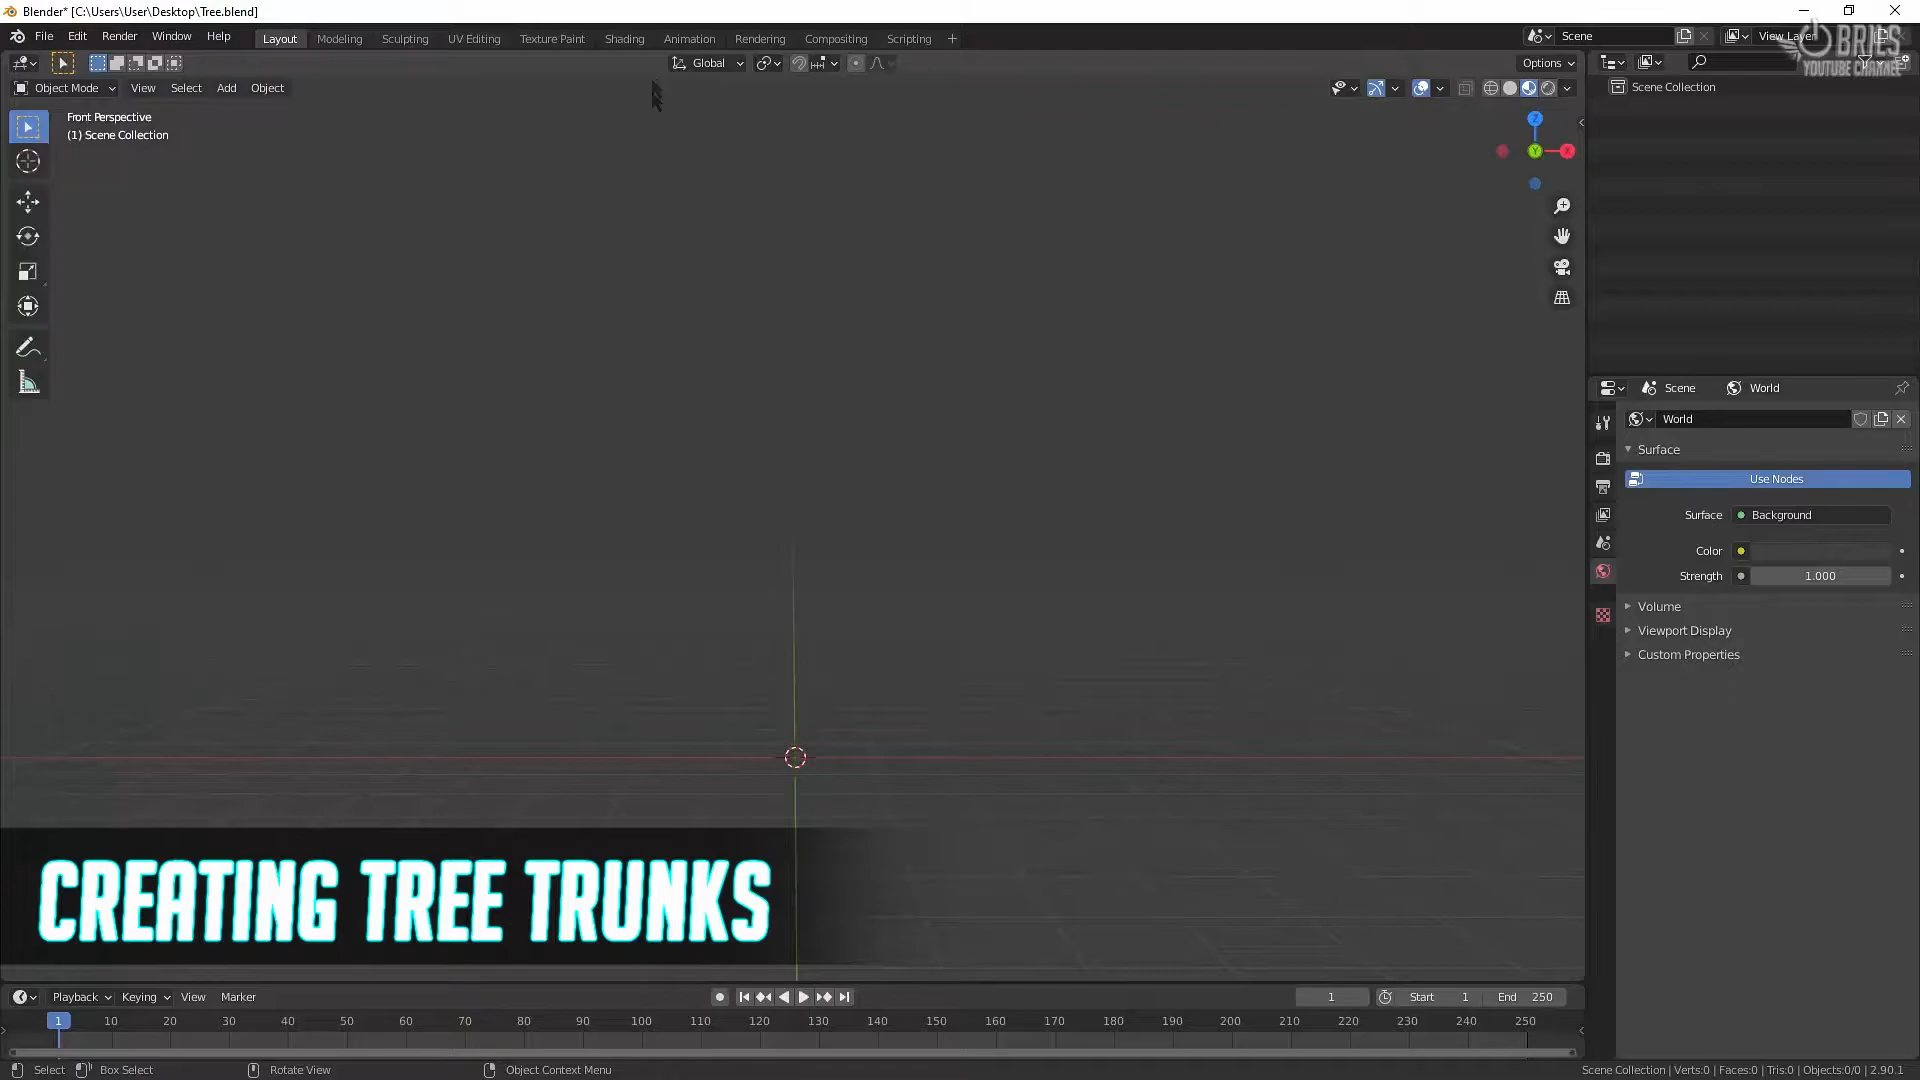 Blender* [C:\Users\User\Desktop\Tree.blend]
File Edit Render Window Help Layout Modeling Sculpting UV Editing Texture Paint Shading Animation Rendering Compositing Scripting + Scene View Layer
BRIES
YOUTUBE CHANNEL
Global Options
Object Mode View Select Add Object
Scene Collection
Front Perspective
(1) Scene Collection
Z
Y X
Scene World
World
Surface
Use Nodes
Surface Background
Color
Strength 1.000
Volume
Viewport Display
Custom Properties
CREATING TREE TRUNKS
Playback Keying View Marker 1 Start 1 End 250
1 10 20 30 40 50 60 70 80 90 100 110 120 130 140 150 160 170 180 190 200 210 220 230 240 250
Select Box Select Rotate View Object Context Menu Scene Collection | Verts:0 | Faces:0 | Tris:0 | Objects:0/0 | 2.90.1